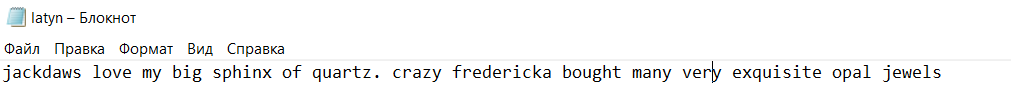 latyn – Блокнот
Файл Правка Формат Вид Справка
jackdaws love my big sphinx of quartz. crazy fredericka bought many very exquisite opal jewels